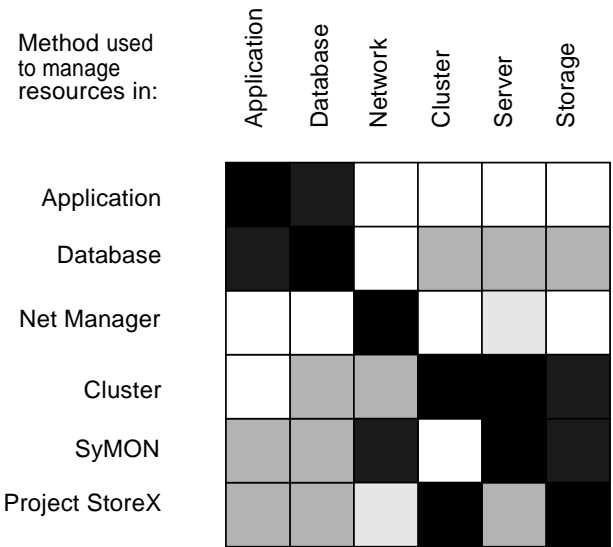 Method used
to manage
resources in:
Application
Database
Network
Cluster
Server
Storage
Application
Database
Net Manager
Cluster
SyMON
Project StoreX